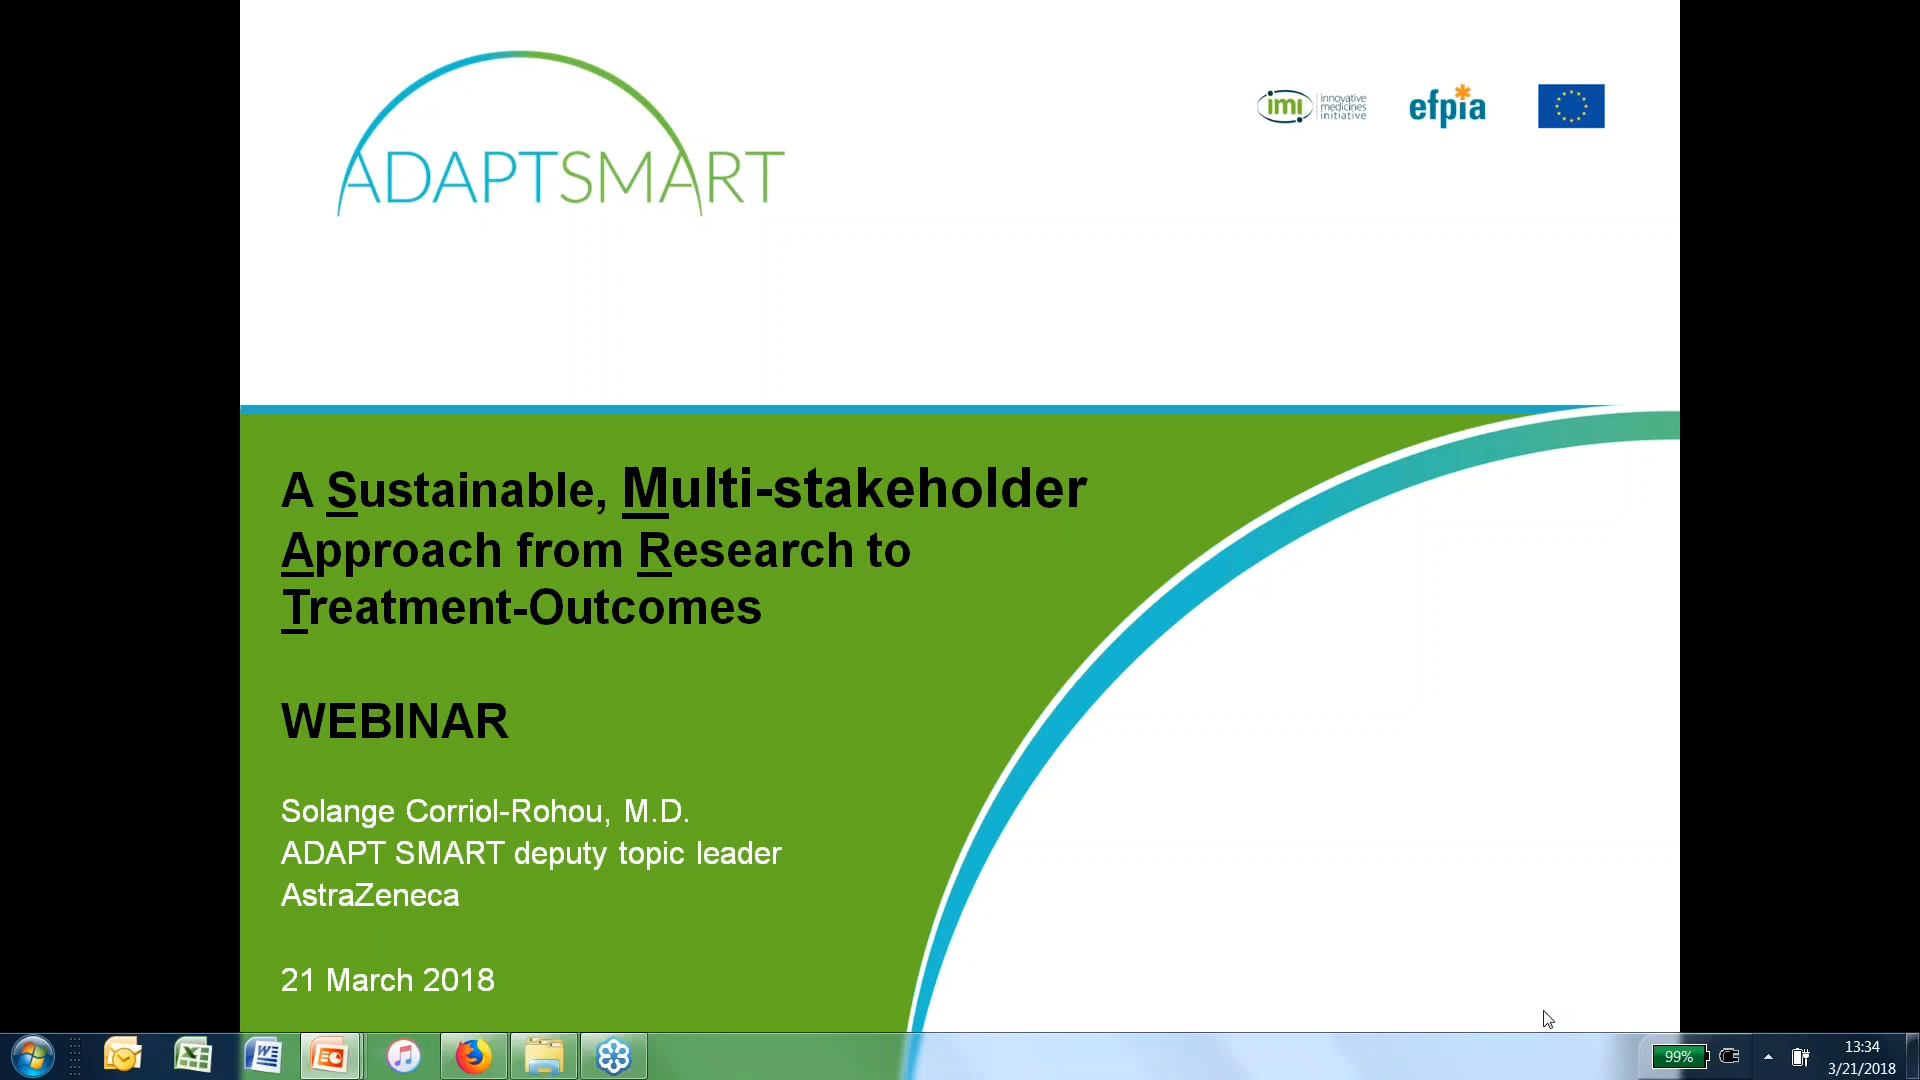 ADAPTSMART
imi innovative
medicines
initiative
efpia
A Sustainable, Multi-stakeholder
Approach from Research to
Treatment-Outcomes
WEBINAR
Solange Corriol-Rohou, M.D.
ADAPT SMART deputy topic leader
AstraZeneca
21 March 2018
99%
13:34
3/21/2018